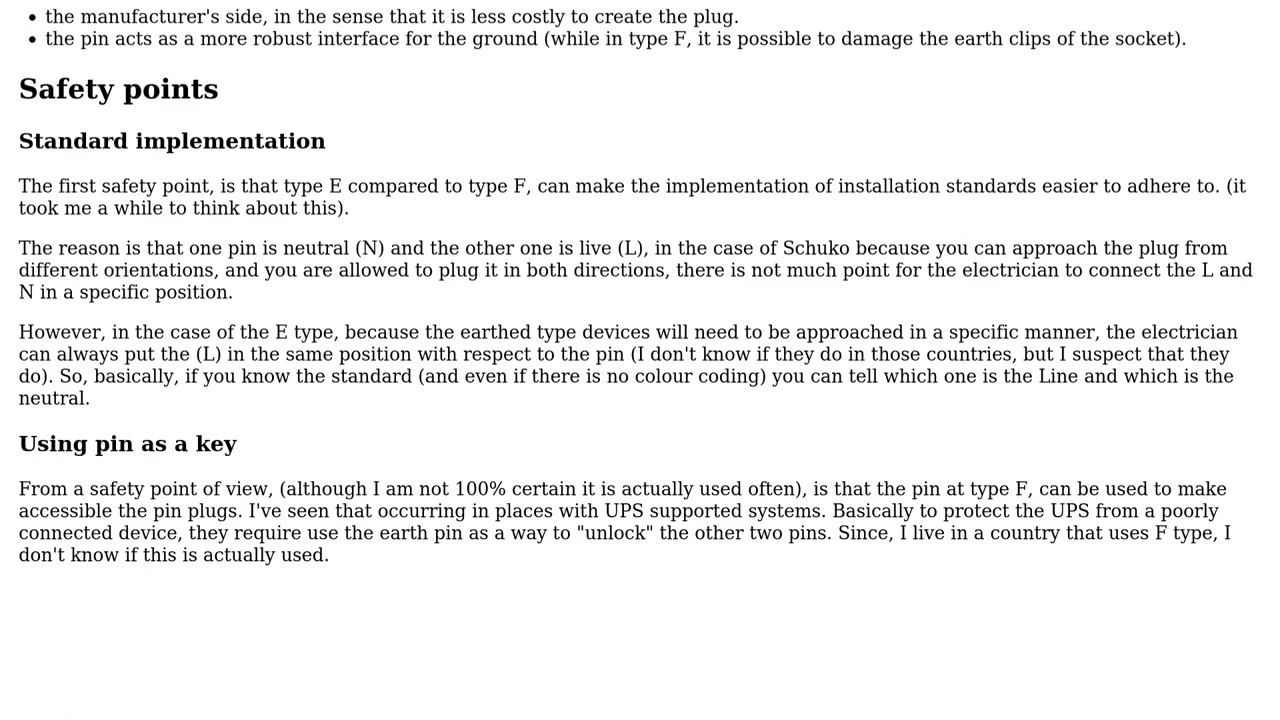 • the manufacturer's side, in the sense that it is less costly to create the plug.
• the pin acts as a more robust interface for the ground (while in type F, it is possible to damage the earth clips of the socket).
Safety points
Standard implementation
The first safety point, is that type E compared to type F, can make the implementation of installation standards easier to adhere to. (it
took me a while to think about this).
The reason is that one pin is neutral (N) and the other one is live (L), in the case of Schuko because you can approach the plug from
different orientations, and you are allowed to plug it in both directions, there is not much point for the electrician to connect the L and
N in a specific position.
However, in the case of the E type, because the earthed type devices will need to be approached in a specific manner, the electrician
can always put the (L) in the same position with respect to the pin (I don't know if they do in those countries, but I suspect that they
do). So, basically, if you know the standard (and even if there is no colour coding) you can tell which one is the Line and which is the
neutral.
Using pin as a key
From a safety point of view, (although I am not 100% certain it is actually used often), is that the pin at type F, can be used to make
accessible the pin plugs. I've seen that occurring in places with UPS supported systems. Basically to protect the UPS from a poorly
connected device, they require use the earth pin as a way to "unlock" the other two pins. Since, I live in a country that uses F type, I
don't know if this is actually used.